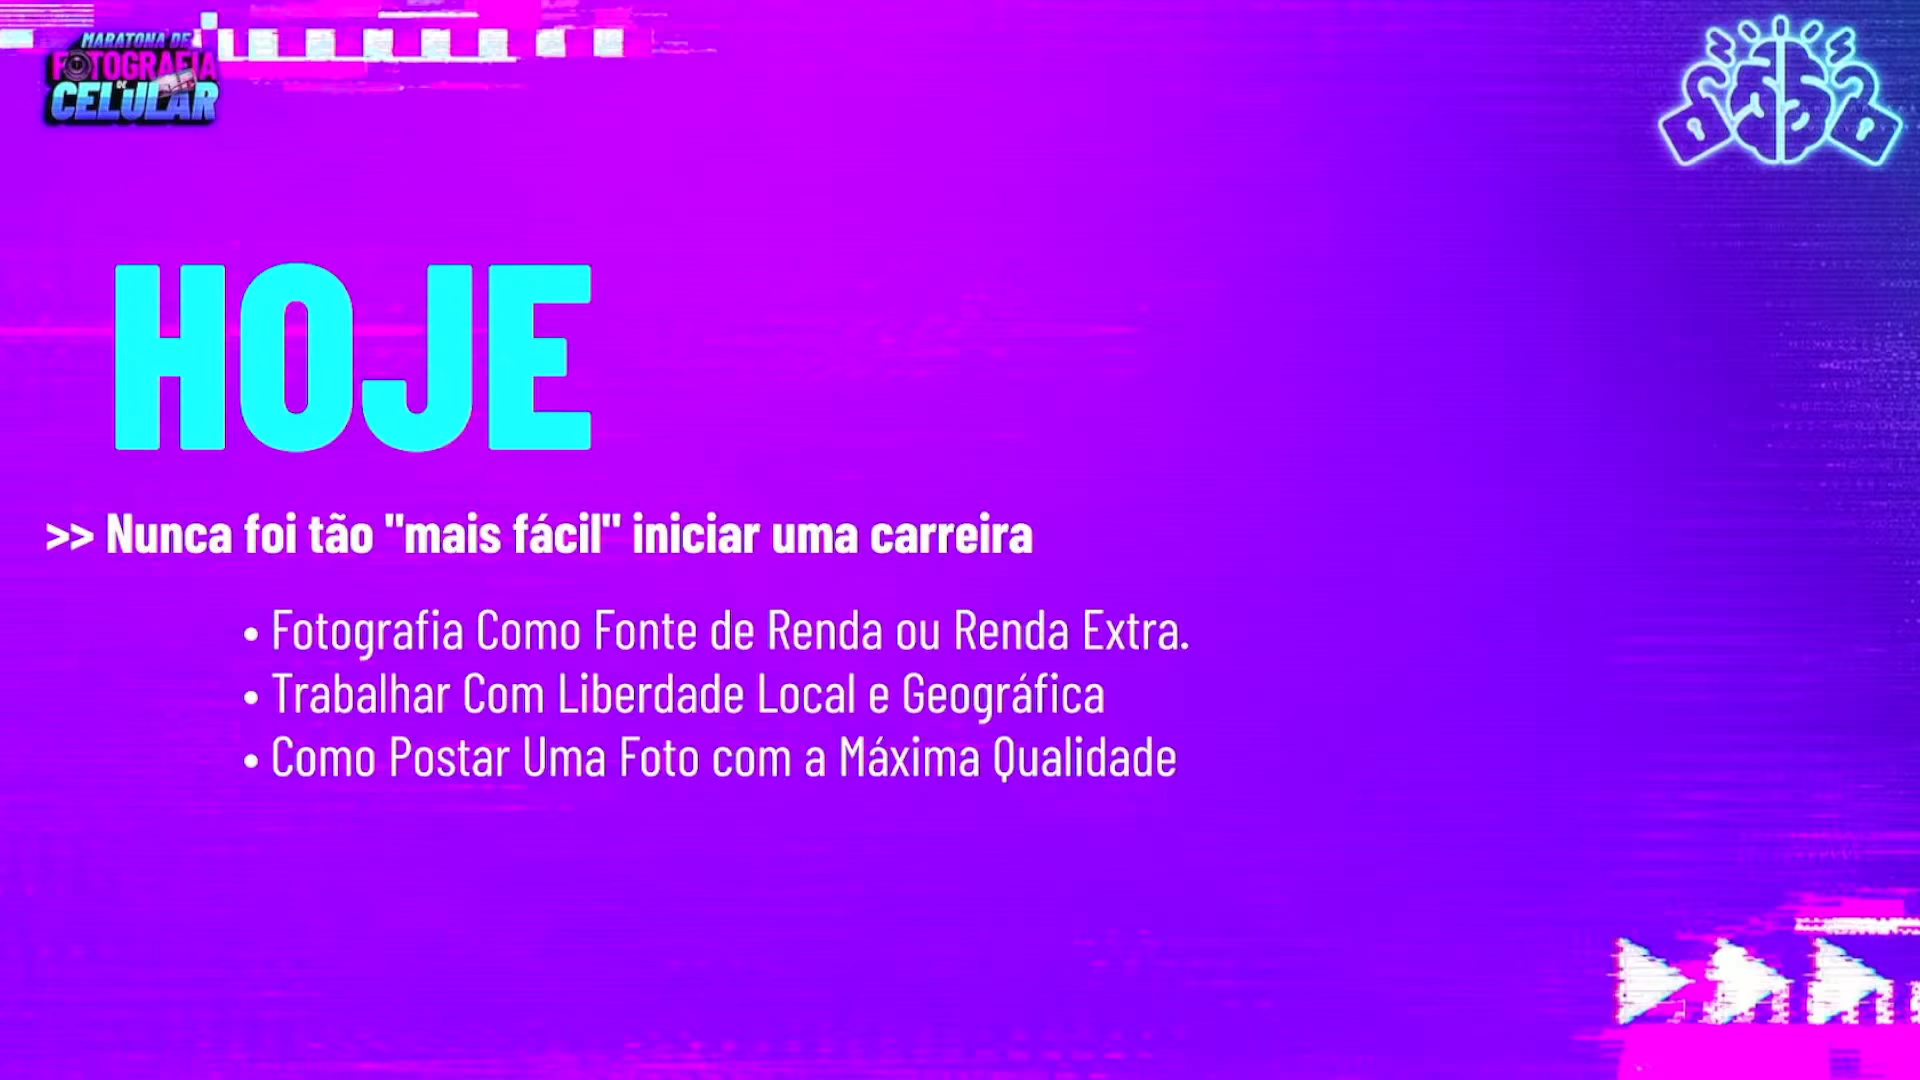 MARATONA DE
FOTOGRAFIA
DE
CELULAR
HOJE
>> Nunca foi tão "mais fácil" iniciar uma carreira
• Fotografia Como Fonte de Renda ou Renda Extra.
• Trabalhar Com Liberdade Local e Geográfica
• Como Postar Uma Foto com a Máxima Qualidade